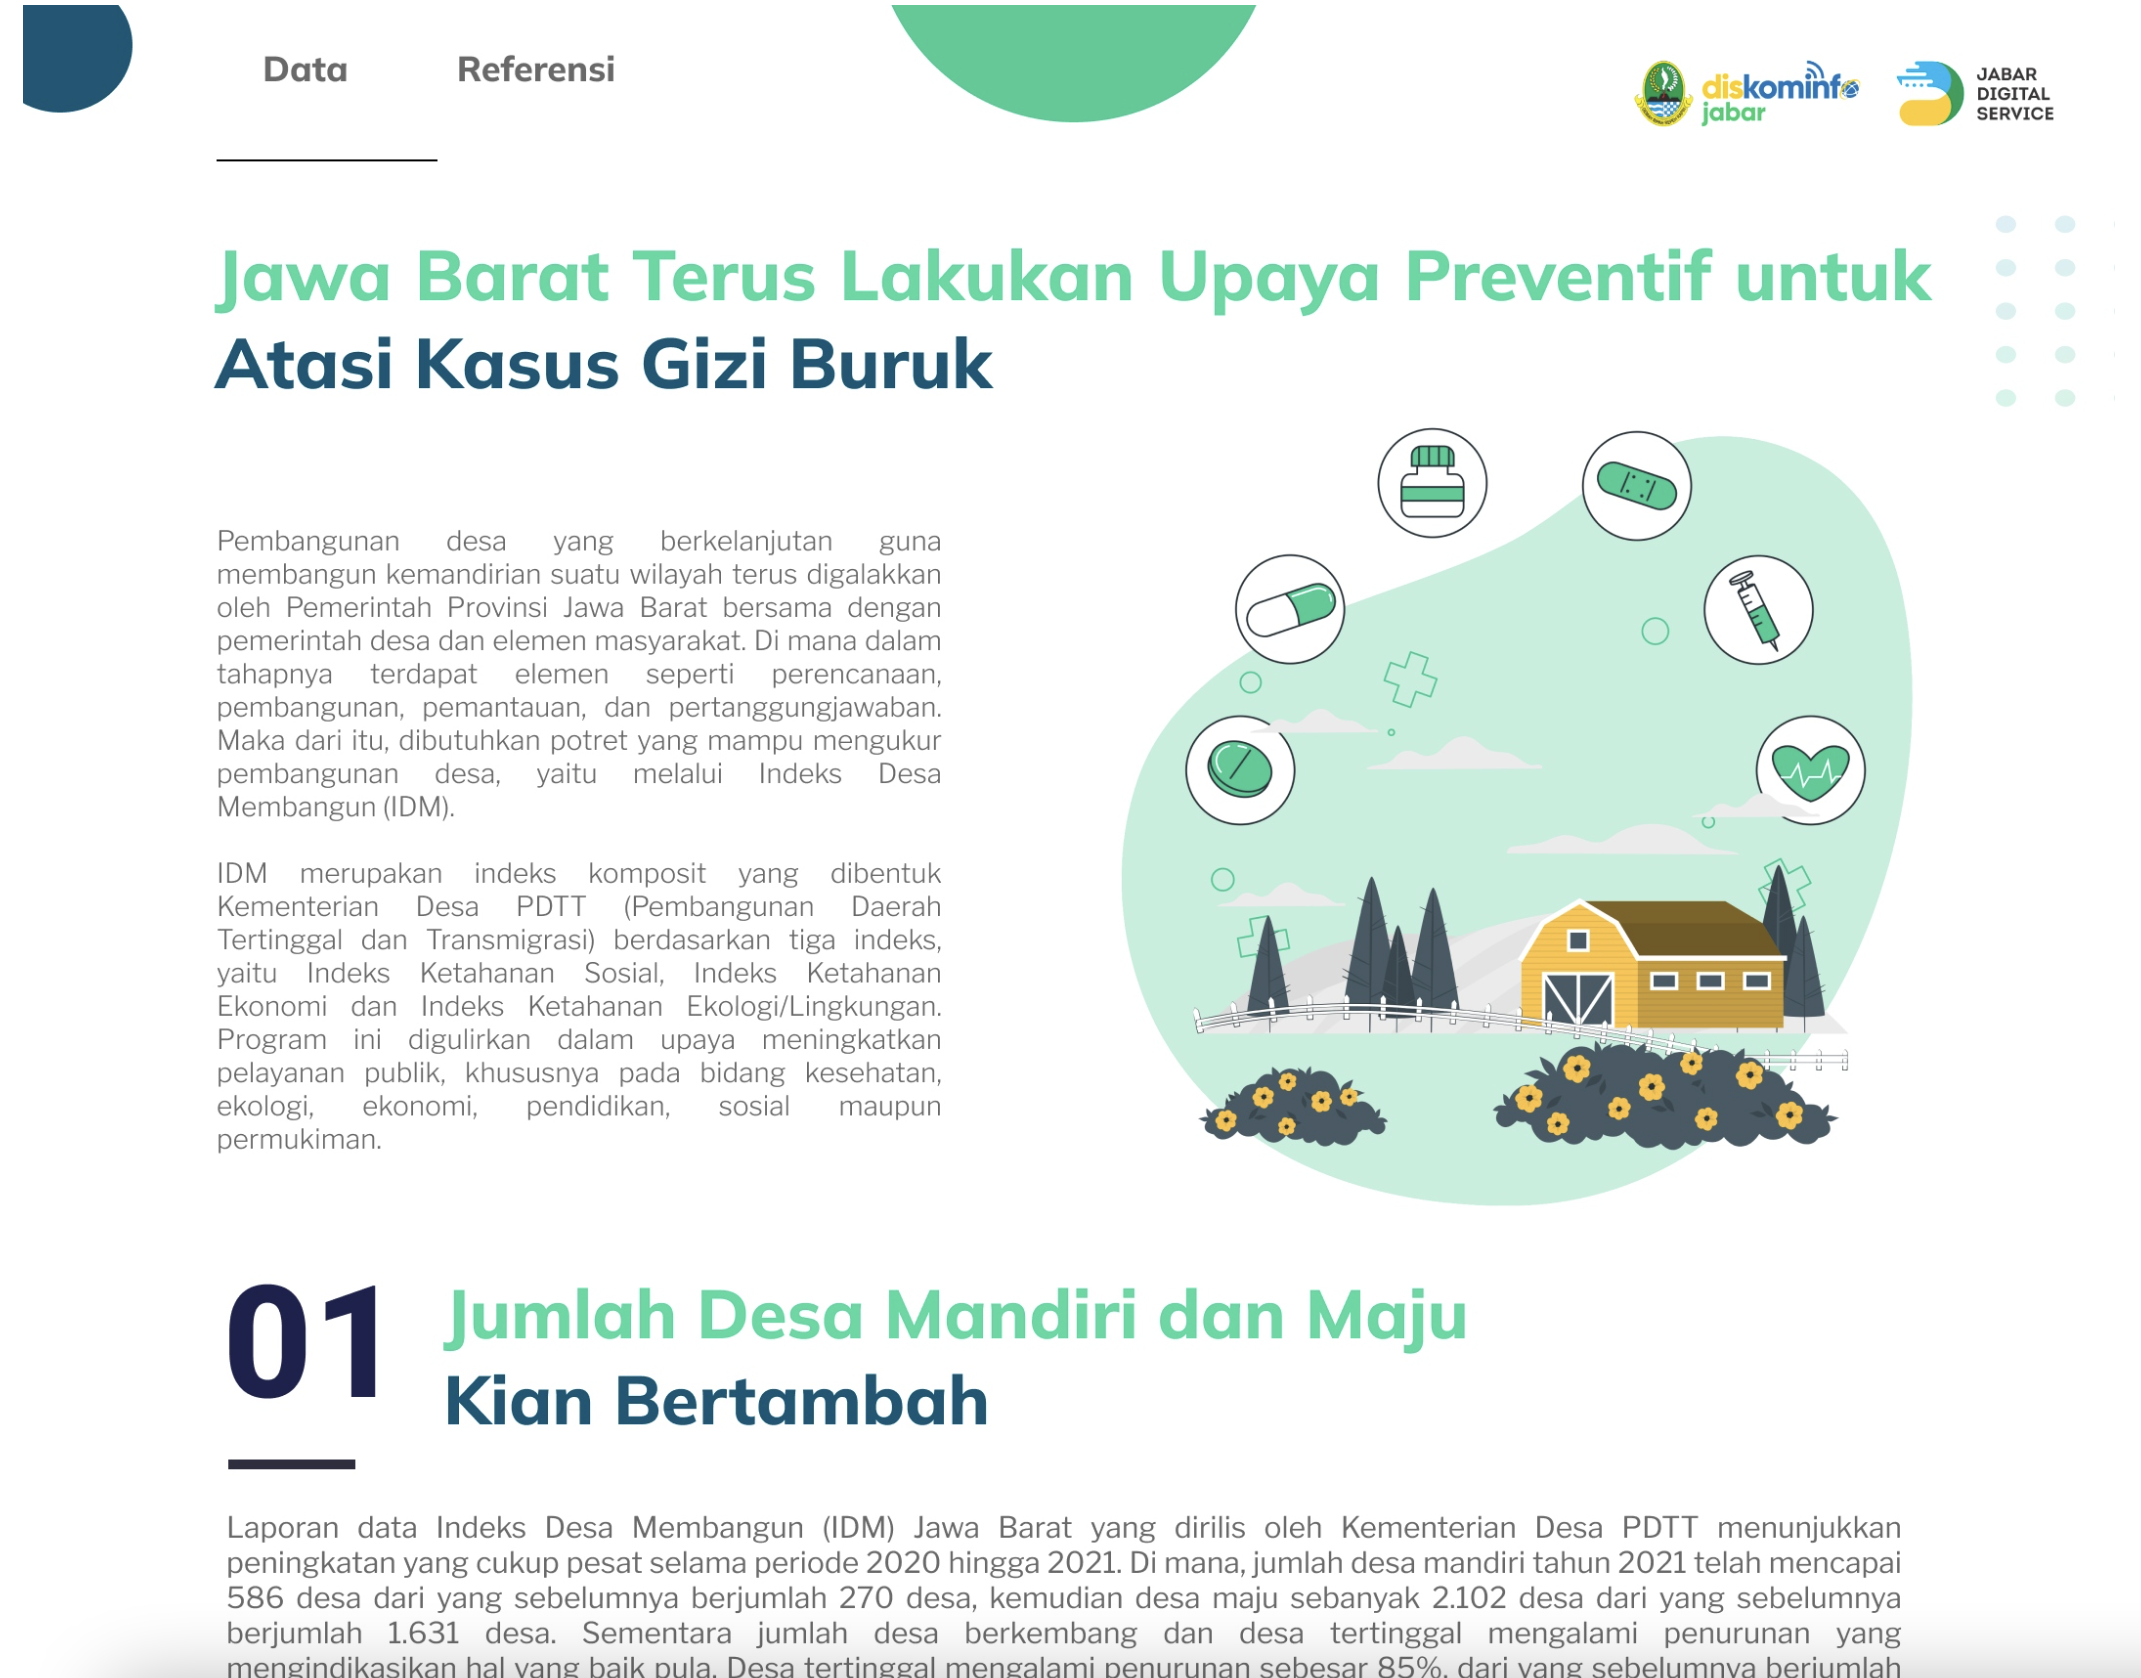 Data
Referensi
diskominfo
jabar
JABAR
DIGITAL
SERVICE
Jawa Barat Terus Lakukan Upaya Preventif untuk
Atasi Kasus Gizi Buruk
Pembangunan desa yang berkelanjutan guna
membangun kemandirian suatu wilayah terus digalakkan
oleh Pemerintah Provinsi Jawa Barat bersama dengan
pemerintah desa dan elemen masyarakat. Di mana dalam
tahapnya terdapat elemen seperti perencanaan,
pembangunan, pemantauan, dan pertanggungjawaban.
Maka dari itu, dibutuhkan potret yang mampu mengukur
pembangunan desa, yaitu melalui Indeks Desa
Membangun (IDM).
IDM merupakan indeks komposit yang dibentuk
Kementerian Desa PDTT (Pembangunan Daerah
Tertinggal dan Transmigrasi) berdasarkan tiga indeks,
yaitu Indeks Ketahanan Sosial, Indeks Ketahanan
Ekonomi dan Indeks Ketahanan Ekologi/Lingkungan.
Program ini digulirkan dalam upaya meningkatkan
pelayanan publik, khususnya pada bidang kesehatan,
ekologi, ekonomi, pendidikan, sosial maupun
permukiman.
01
Jumlah Desa Mandiri dan Maju
Kian Bertambah
Laporan data Indeks Desa Membangun (IDM) Jawa Barat yang dirilis oleh Kementerian Desa PDTT menunjukkan
peningkatan yang cukup pesat selama periode 2020 hingga 2021. Di mana, jumlah desa mandiri tahun 2021 telah mencapai
586 desa dari yang sebelumnya berjumlah 270 desa, kemudian desa maju sebanyak 2.102 desa dari yang sebelumnya
berjumlah 1.631 desa. Sementara jumlah desa berkembang dan desa tertinggal mengalami penurunan yang
mengindikasikan hal yang baik pula. Desa tertinggal mengalami penurunan sebesar 85%, dari yang sebelumnya berjumlah